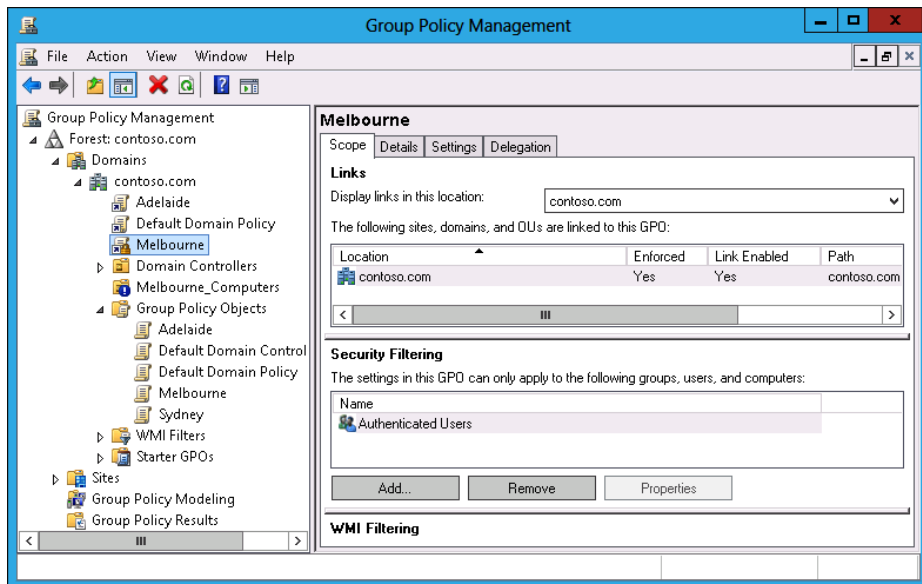 Group Policy Management
File Action View Window Help
Group Policy Management
Forest: contoso.com
Domains
contoso.com
Adelaide
Default Domain Policy
Melbourne
Domain Controllers
Melbourne_Computers
Group Policy Objects
Adelaide
Default Domain Control
Default Domain Policy
Melbourne
Sydney
WMI Filters
Starter GPOs
Sites
Group Policy Modeling
Group Policy Results
Melbourne
Scope Details Settings Delegation
Links
Display links in this location: contoso.com
The following sites, domains, and OUs are linked to this GPO:
Location Enforced Link Enabled Path
contoso.com Yes Yes contoso.com
Security Filtering
The settings in this GPO can only apply to the following groups, users, and computers:
Name
Authenticated Users
Add... Remove Properties
WMI Filtering